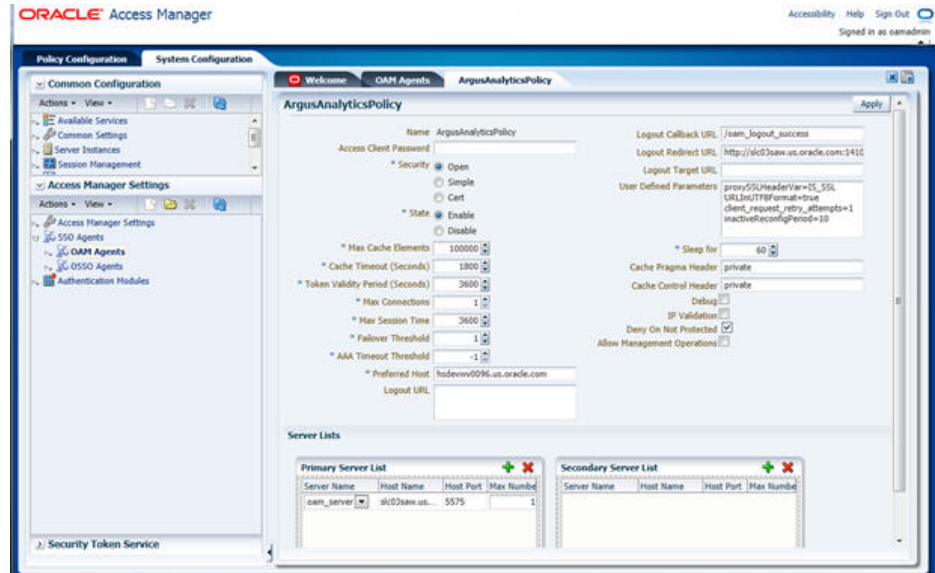 ORACLE Access Manager
Accessibility Help Sign Out
Signed in as oamadmin
Policy Configuration System Configuration
Common Configuration
Actions View
Available Services
Common Settings
Server Instances
Session Management
Access Manager Settings
Actions View
Access Manager Settings
SSO Agents
OAM Agents
OSSO Agents
Authentication Modules
Security Token Service
Welcome OAM Agents ArgusAnalyticsPolicy
ArgusAnalyticsPolicy Apply
Name ArgusAnalyticsPolicy
Access Client Password
* Security Open
Simple
Cert
* State Enable
Disable
* Max Cache Elements 100000
* Cache Timeout (Seconds) 1800
* Token Validity Period (Seconds) 3600
* Max Connections 1
* Max Session Time 3600
* Failover Threshold 1
* AAA Timeout Threshold -1
* Preferred Host hsdevwv0096.us.oracle.com
Logout URL
Logout Callback URL /oam_logout_success
Logout Redirect URL http://slc03saw.us.oracle.com:1410
Logout Target URL
User Defined Parameters proxySSLHeaderVar=IS_SSL
URLInUTF8Format=true
client_request_retry_attempts=1
inactiveReconfigPeriod=10
* Sleep for 60
Cache Pragma Header private
Cache Control Header private
Debug
IP Validation
Deny On Not Protected
Allow Management Operations
Server Lists
Primary Server List
Server Name Host Name Host Port Max Numbe
oam_server slc03saw.us... 5575 1
Secondary Server List
Server Name Host Name Host Port Max Numbe